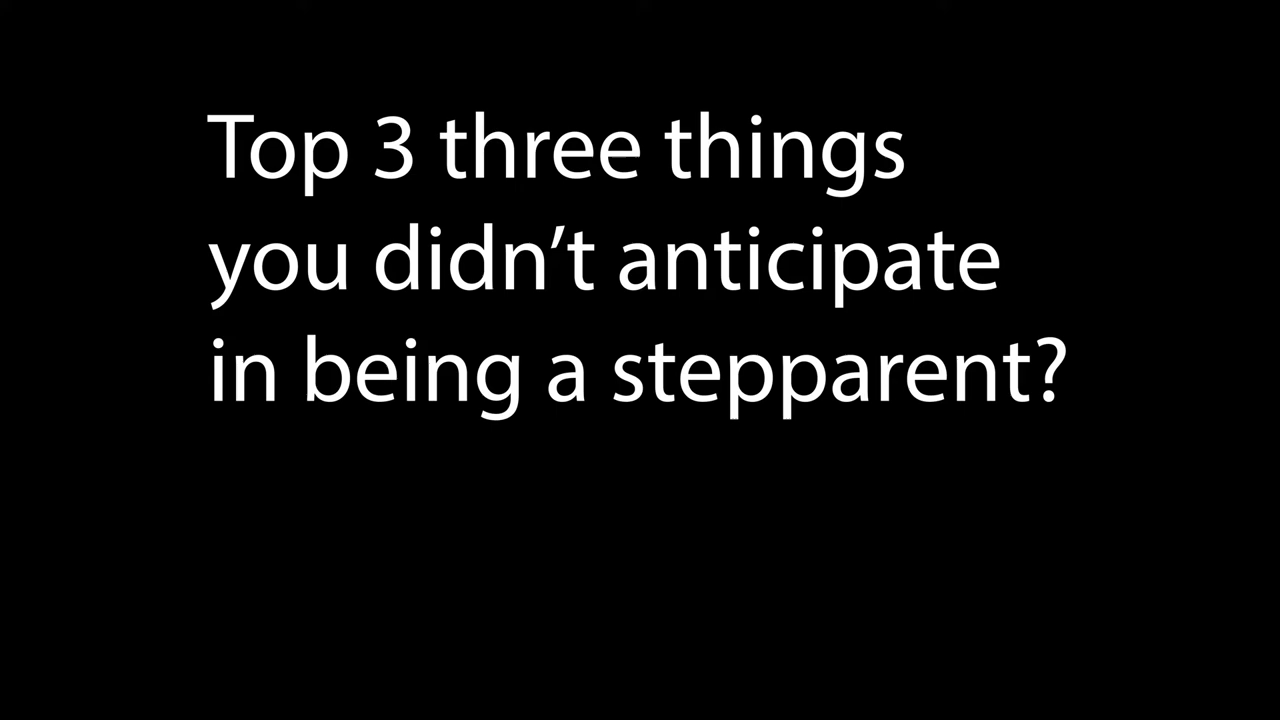 Top 3 three things
you didn’t anticipate
in being a stepparent?